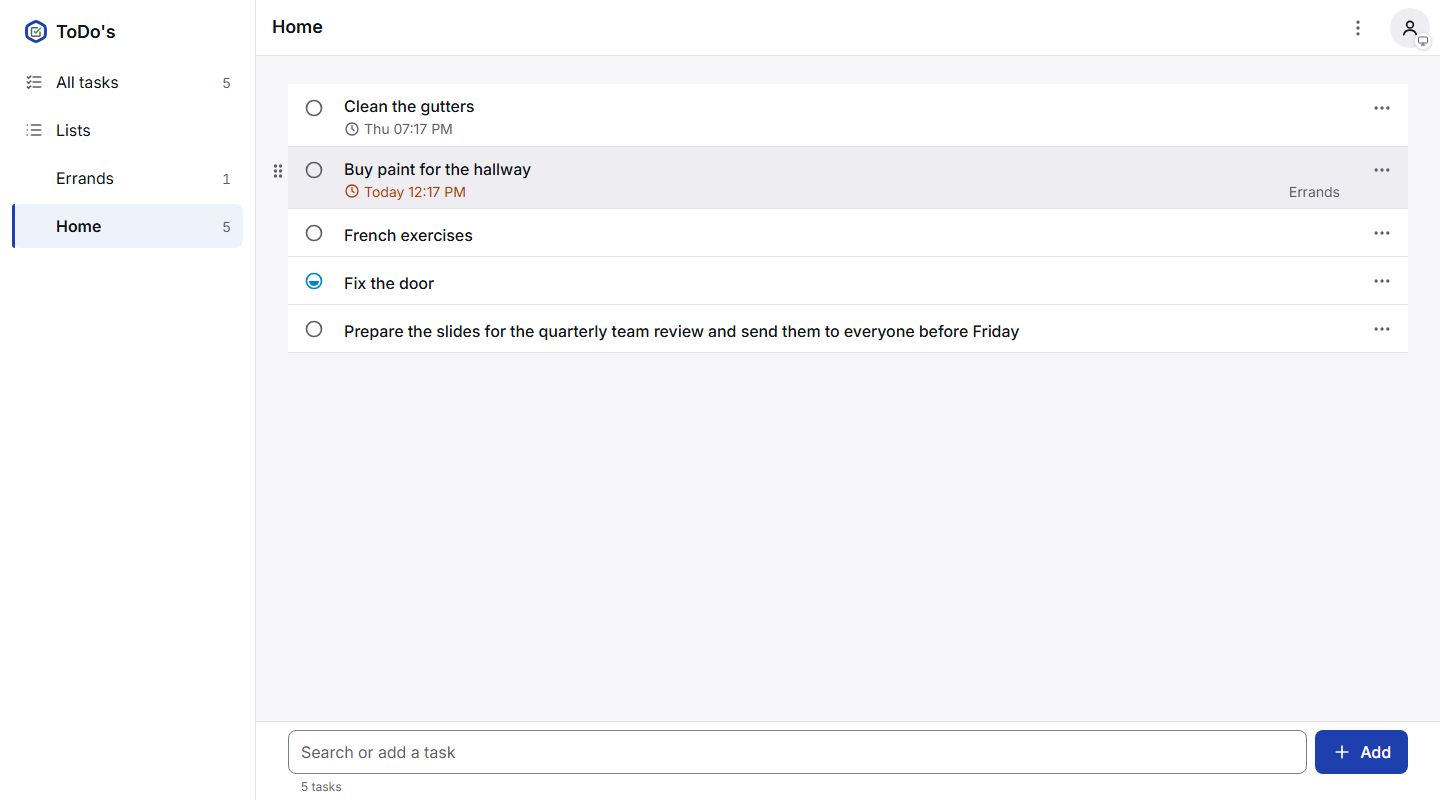 ToDo's
All tasks 5
Lists
Errands 1
Home 5
Home
Clean the gutters
Thu 07:17 PM
Buy paint for the hallway
Today 12:17 PM Errands
French exercises
Fix the door
Prepare the slides for the quarterly team review and send them to everyone before Friday
Search or add a task
Add
5 tasks